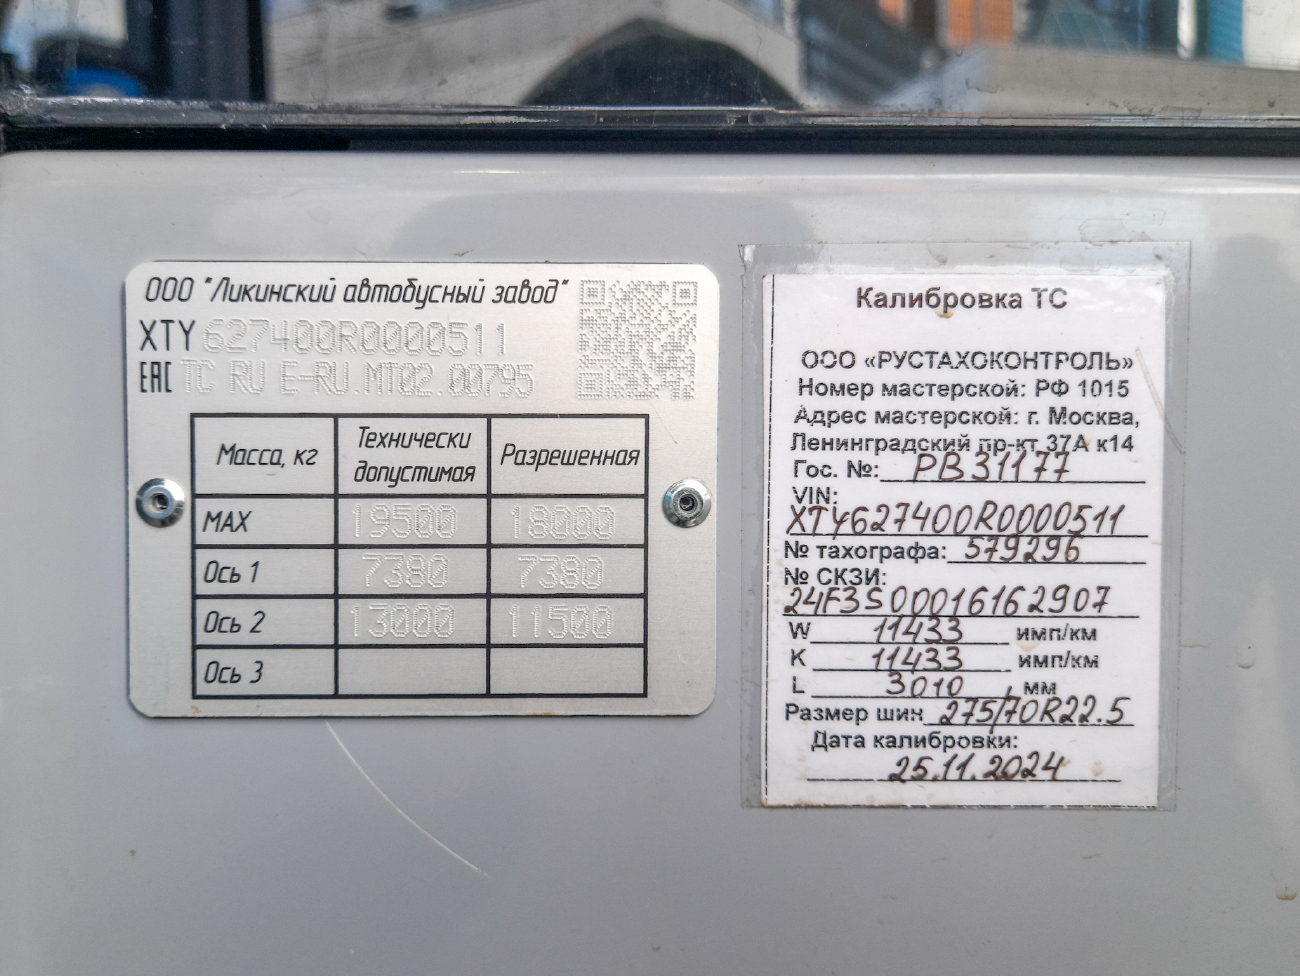 ООО "Ликинский автобусный завод"
XTY 627400R0000511
ЕАС ТС RU E-RU.MT02.00795
Масса, кг Технически допустимая Разрешенная
MAX 19500 18000
Ось 1 7380 7380
Ось 2 13000 11500
Ось 3
Калибровка ТС
ООО «РУСТАХОКОНТРОЛЬ»
Номер мастерской: РФ 1015
Адрес мастерской: г. Москва,
Ленинградский пр-кт 37А к14
Гос. №: РВ31177
VIN:
XTY627400R0000511
№ тахографа: 579296
№ СКЗИ:
24F3S00016162907
W 11433 имп/км
K 11433 имп/км
L 3010 мм
Размер шин 275/70R22.5
Дата калибровки:
25.11.2024